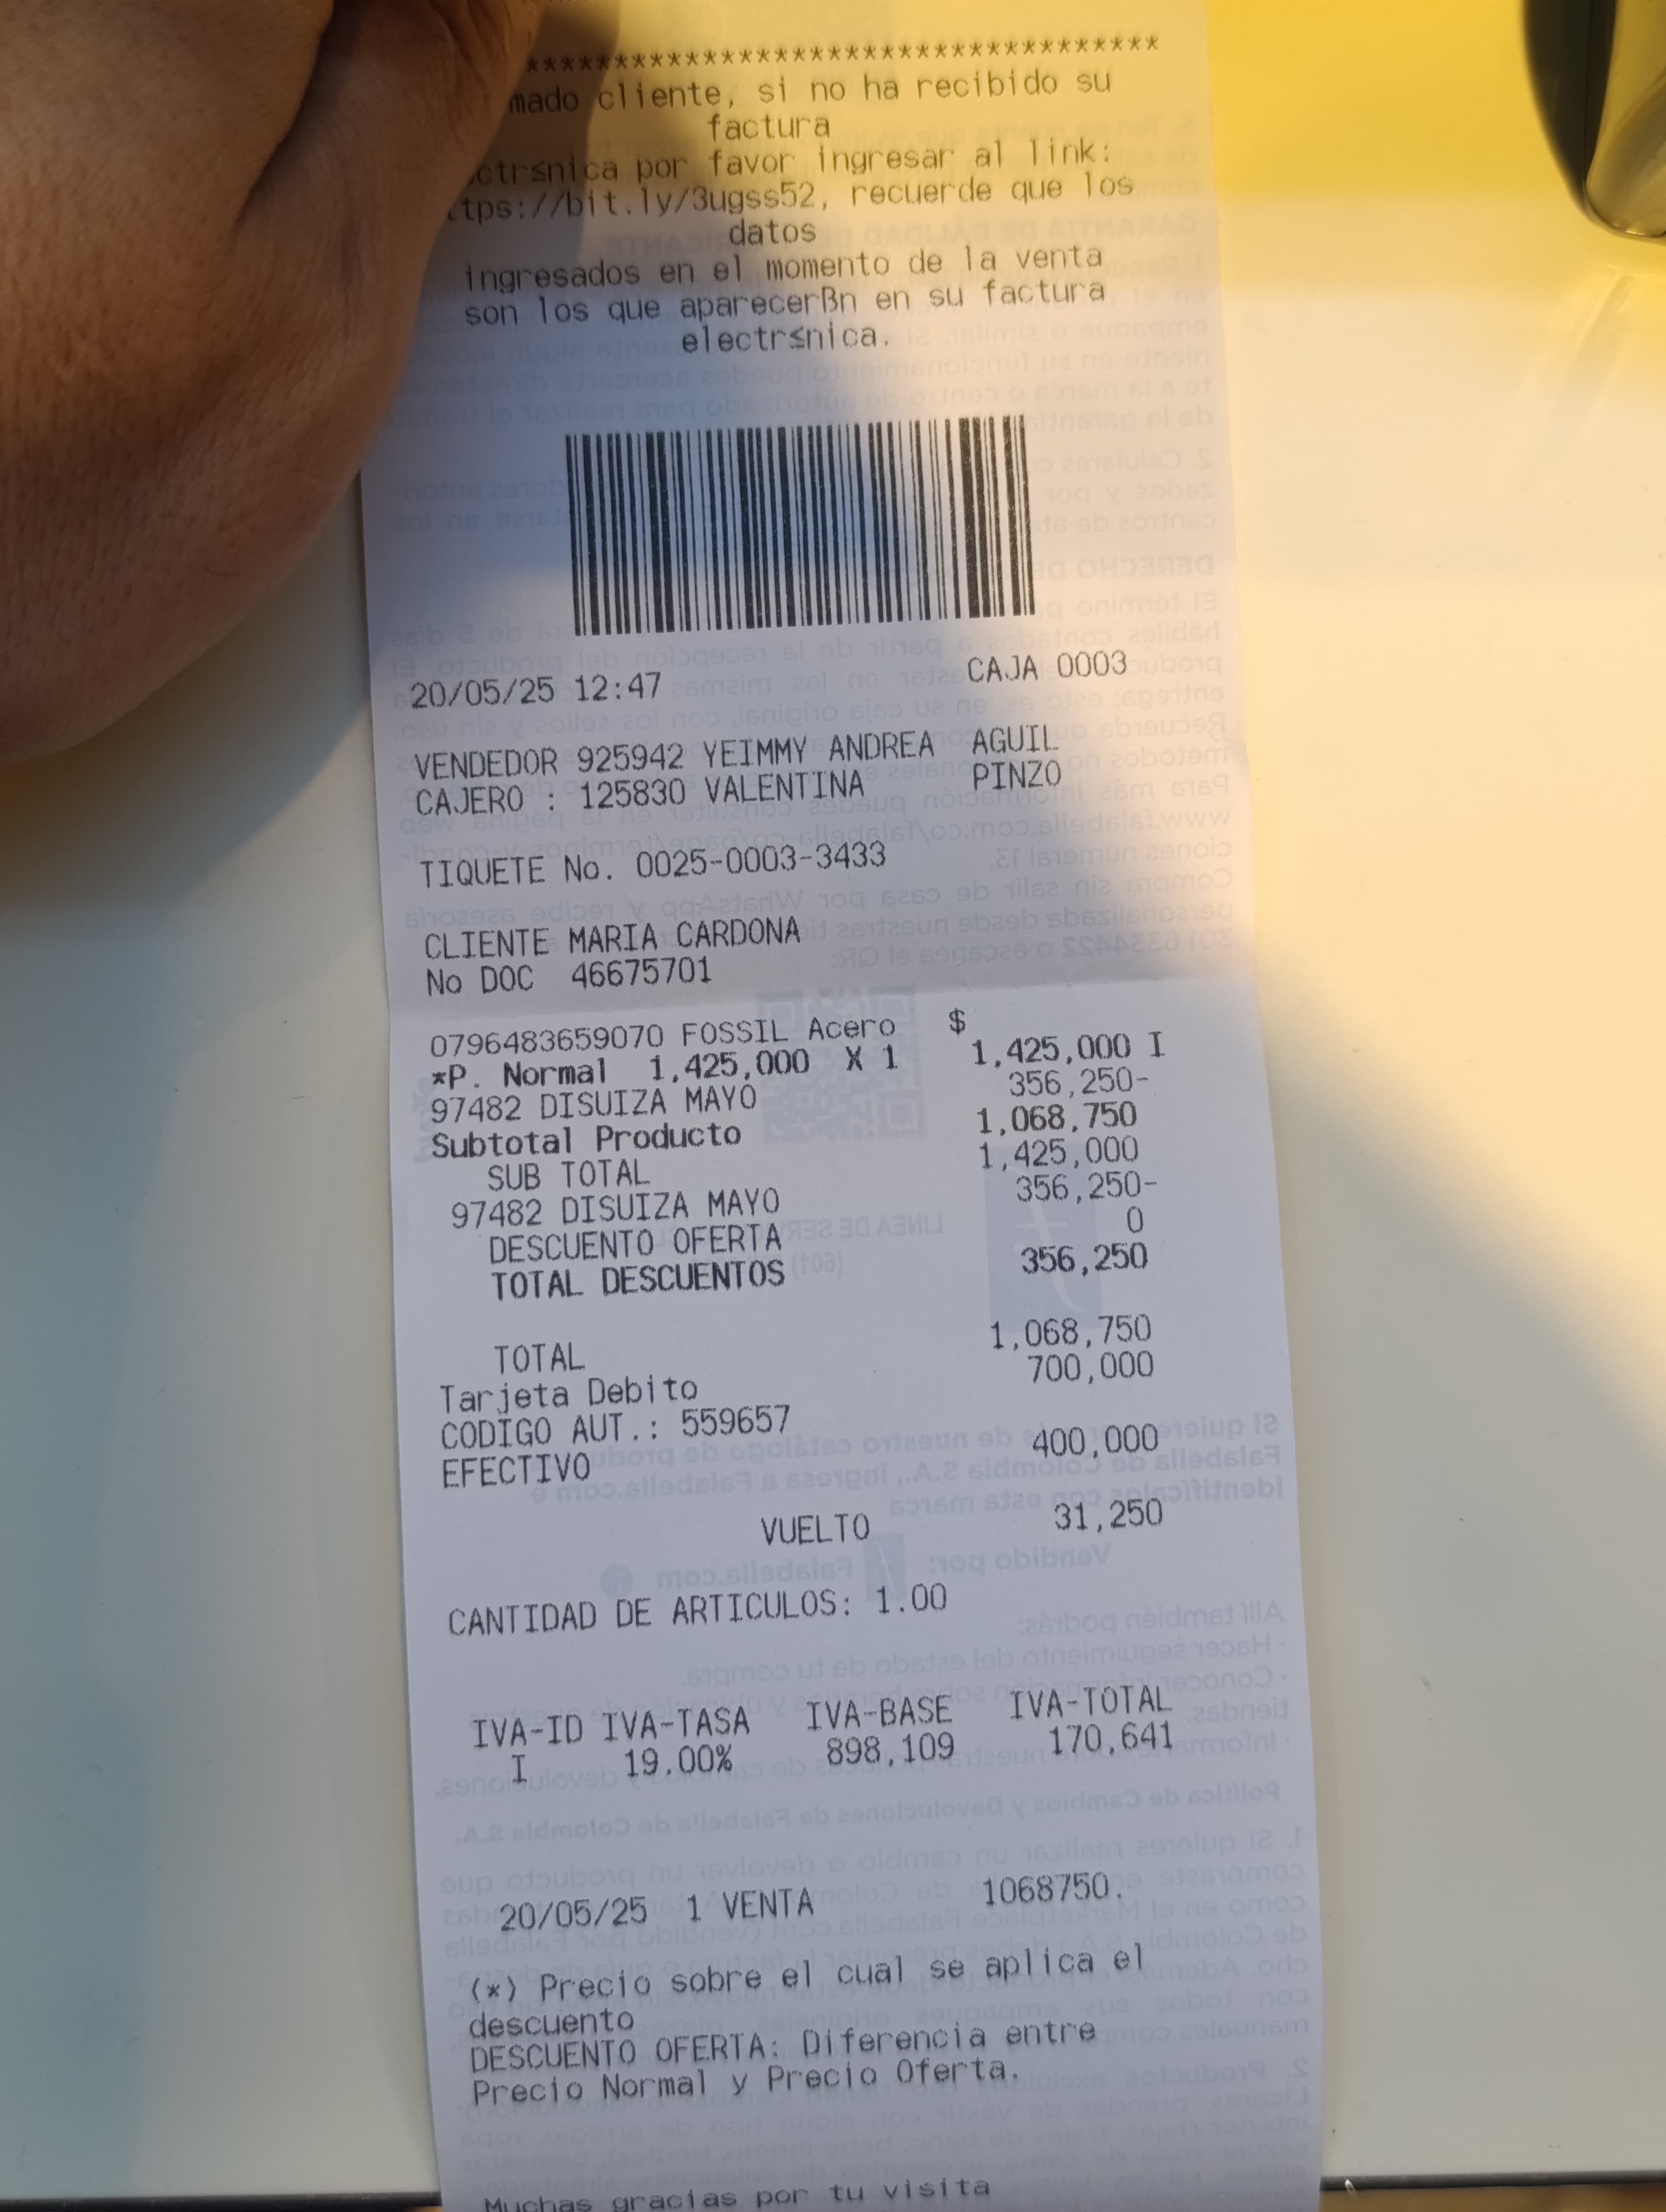 ***********************************
mado cliente, si no ha recibido su
factura
ctrsnica por favor ingresar al link:
tps://bit.ly/3ugss52, recuerde que los
datos
ingresados en el momento de la venta
son los que aparecerßn en su factura
electr≤nica.
20/05/25 12:47 CAJA 0003
VENDEDOR 925942 YEIMMY ANDREA AGUIL
CAJERO : 125830 VALENTINA PINZO
TIQUETE No. 0025-0003-3433
CLIENTE MARIA CARDONA
No DOC 46675701
0796483659070 FOSSIL Acero $
*P. Normal 1,425,000 X 1 1,425,000 I
97482 DISUIZA MAYO 356,250-
Subtotal Producto 1,068,750
SUB TOTAL 1,425,000
97482 DISUIZA MAYO 356,250-
DESCUENTO OFERTA 0
TOTAL DESCUENTOS 356,250
TOTAL 1,068,750
Tarjeta Debito 700,000
CODIGO AUT.: 559657
EFECTIVO 400,000
VUELTO 31,250
CANTIDAD DE ARTICULOS: 1.00
IVA-ID IVA-TASA IVA-BASE IVA-TOTAL
I 19.00% 898,109 170,641
20/05/25 1 VENTA 1068750.
(*) Precio sobre el cual se aplica el
descuento
DESCUENTO OFERTA: Diferencia entre
Precio Normal y Precio Oferta.
Muchas gracias por tu visita